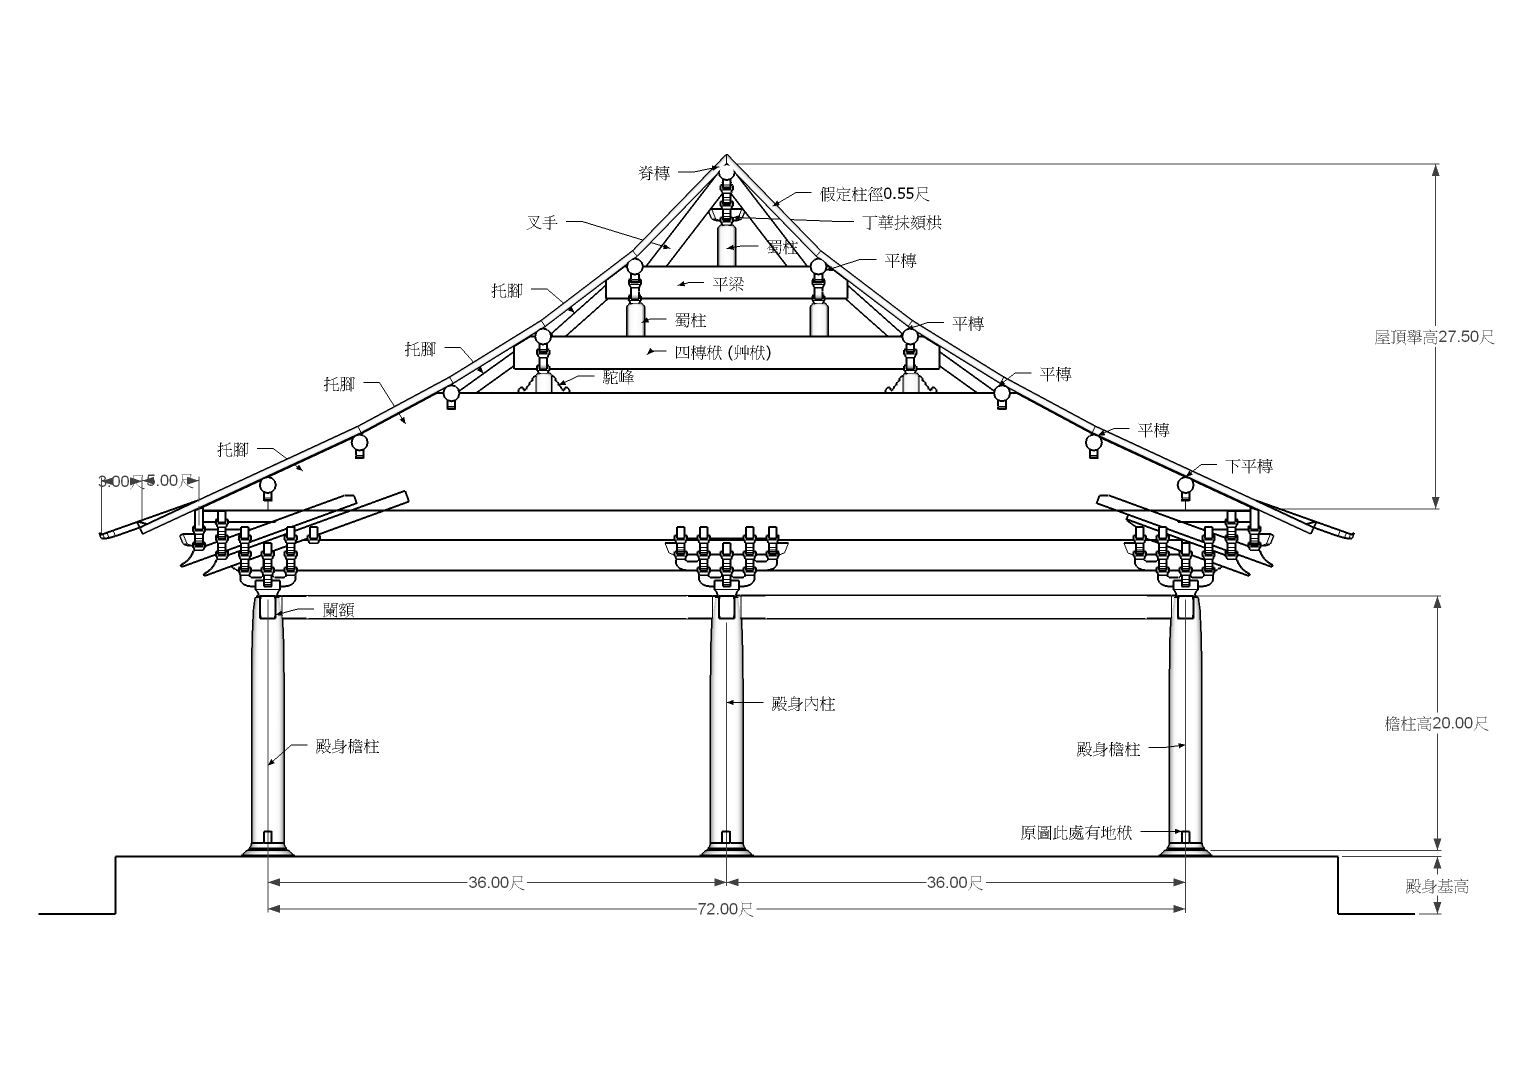 脊槫
假定柱徑0.55尺
叉手
丁華抹頦栱
蜀柱
平槫
平梁
托腳
蜀柱
平槫
屋頂舉高27.50尺
托腳
四槫栿 (艸栿)
駝峰
平槫
托腳
平槫
托腳
下平槫
3.00尺
5.00尺
闌額
殿身內柱
檐柱高20.00尺
殿身檐柱
殿身檐柱
原圖此處有地栿
36.00尺
36.00尺
殿身基高
72.00尺